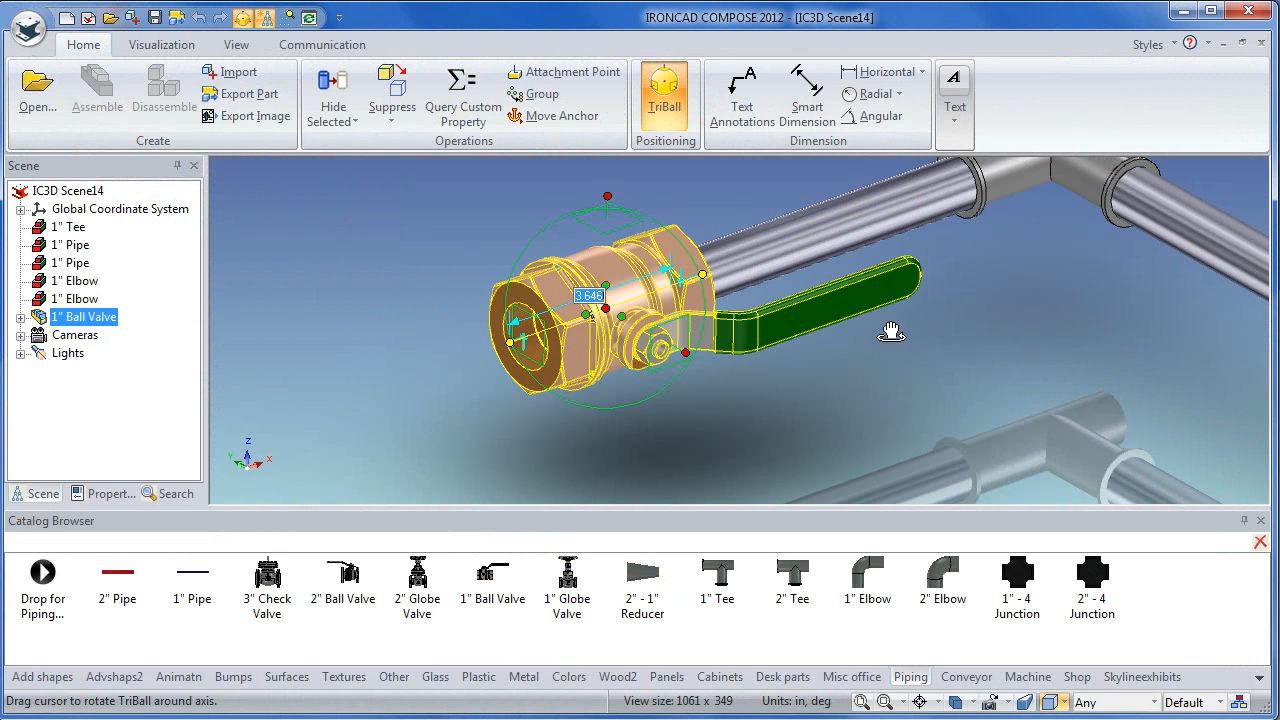 IRONCAD COMPOSE 2012 - [IC3D Scene14]
Home Visualization View Communication Styles
Open... Assemble Disassemble Import Export Part Export Image
Hide Selected Suppress Query Custom Property Attachment Point Group Move Anchor
TriBall Text Annotations Smart Dimension Horizontal Radial Angular Text
Create Operations Positioning Dimension
Scene
IC3D Scene14
Global Coordinate System
1" Tee
1" Pipe
1" Pipe
1" Elbow
1" Elbow
1" Ball Valve
Cameras
Lights
3.646
Z
Y X
Scene Propert... Search
Catalog Browser
Drop for Piping... 2" Pipe 1" Pipe 3" Check Valve 2" Ball Valve 2" Globe Valve 1" Ball Valve 1" Globe Valve 2" - 1" Reducer 1" Tee 2" Tee 1" Elbow 2" Elbow 1" - 4 Junction 2" - 4 Junction
Add shapes Advshaps2 Animatn Bumps Surfaces Textures Other Glass Plastic Metal Colors Wood2 Panels Cabinets Desk parts Misc office Piping Conveyor Machine Shop Skylineexhibits
Drag cursor to rotate TriBall around axis. View size: 1061 x 349 Units: in, deg Any Default